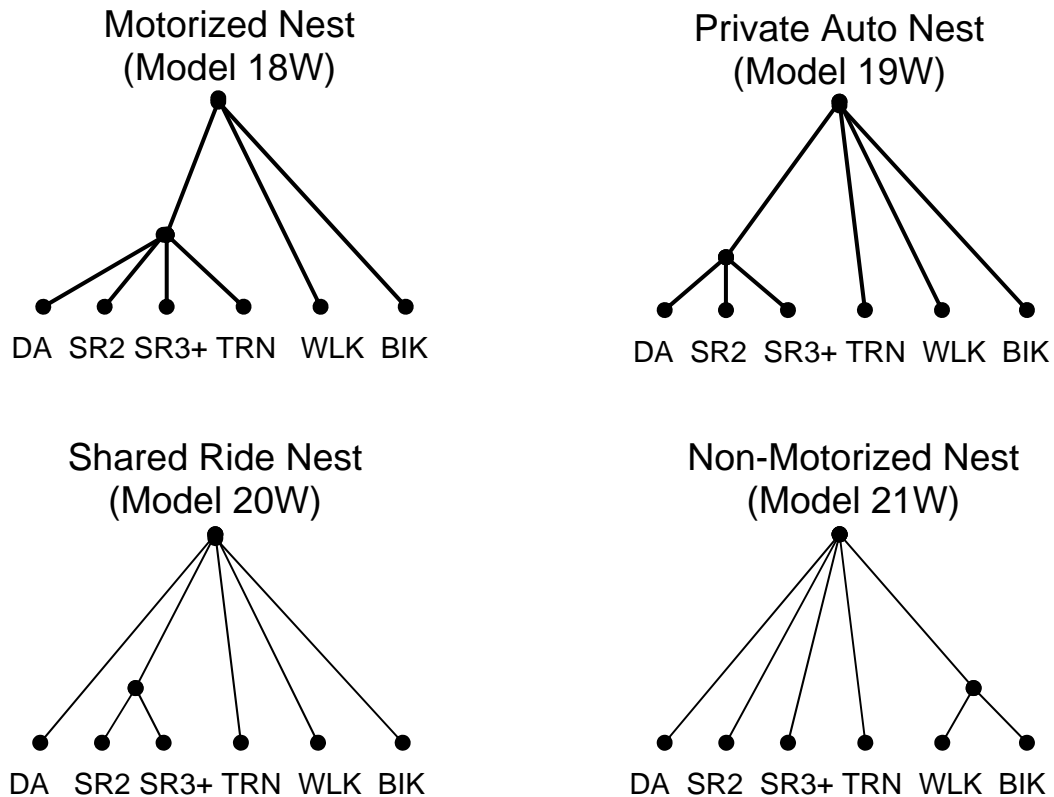 Motorized Nest
(Model 18W)
DA SR2 SR3+ TRN WLK BIK
Private Auto Nest
(Model 19W)
DA SR2 SR3+ TRN WLK BIK
Shared Ride Nest
(Model 20W)
DA SR2 SR3+ TRN WLK BIK
Non-Motorized Nest
(Model 21W)
DA SR2 SR3+ TRN WLK BIK